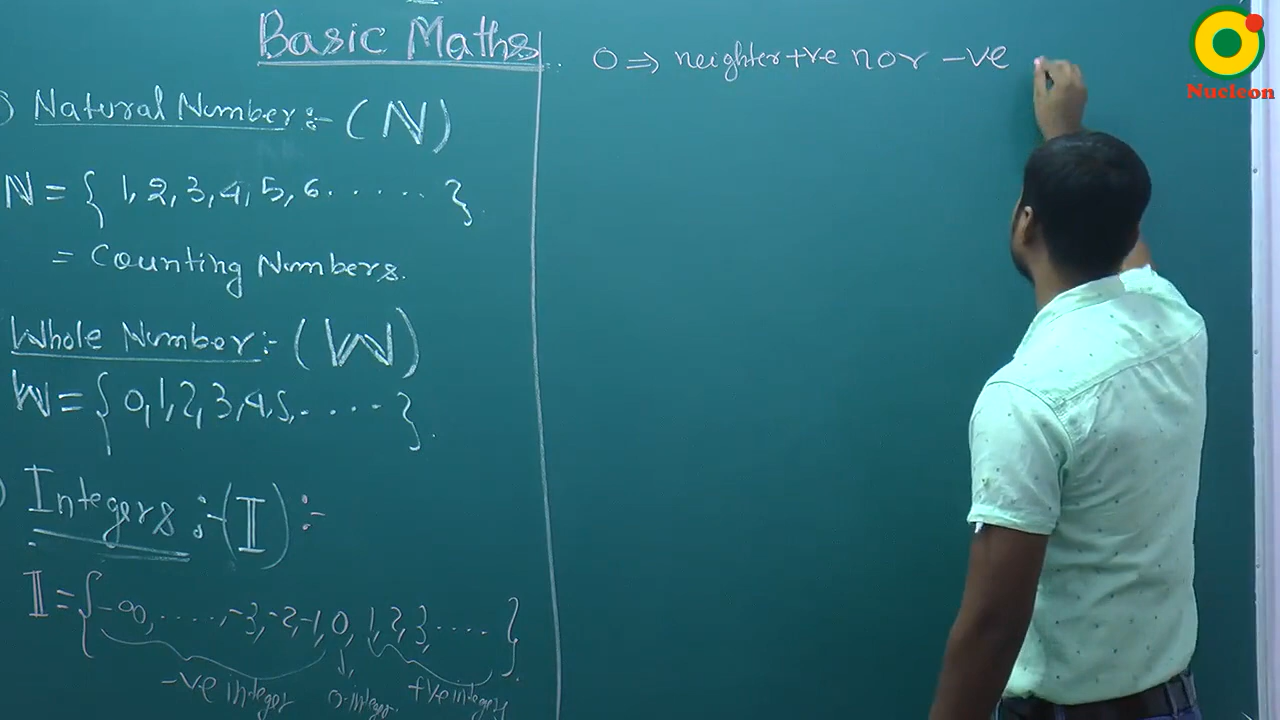 Basic Maths
) Natural Number :- (N)
N = { 1, 2, 3, 4, 5, 6 . . . . . . }
= Counting Numbers.
Whole Number :- (W)
W = { 0, 1, 2, 3, 4, 5, . . . . . }.
) Integers :- (I) :-
I = { -∞, . . . . . , -3, -2, -1, 0, 1, 2, 3, . . . . . }
-ve integer 0-integer +ve integers
0 ⇒ neighter +ve nor -ve
Nucleon